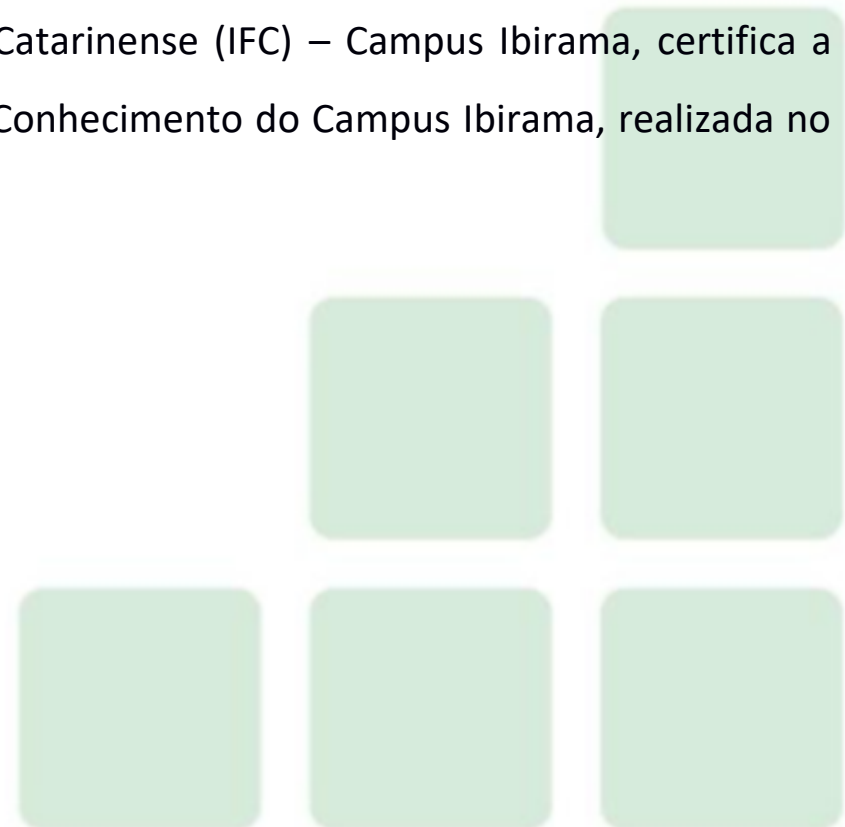 Catarinense (IFC) – Campus Ibirama, certifica a
Conhecimento do Campus Ibirama, realizada no